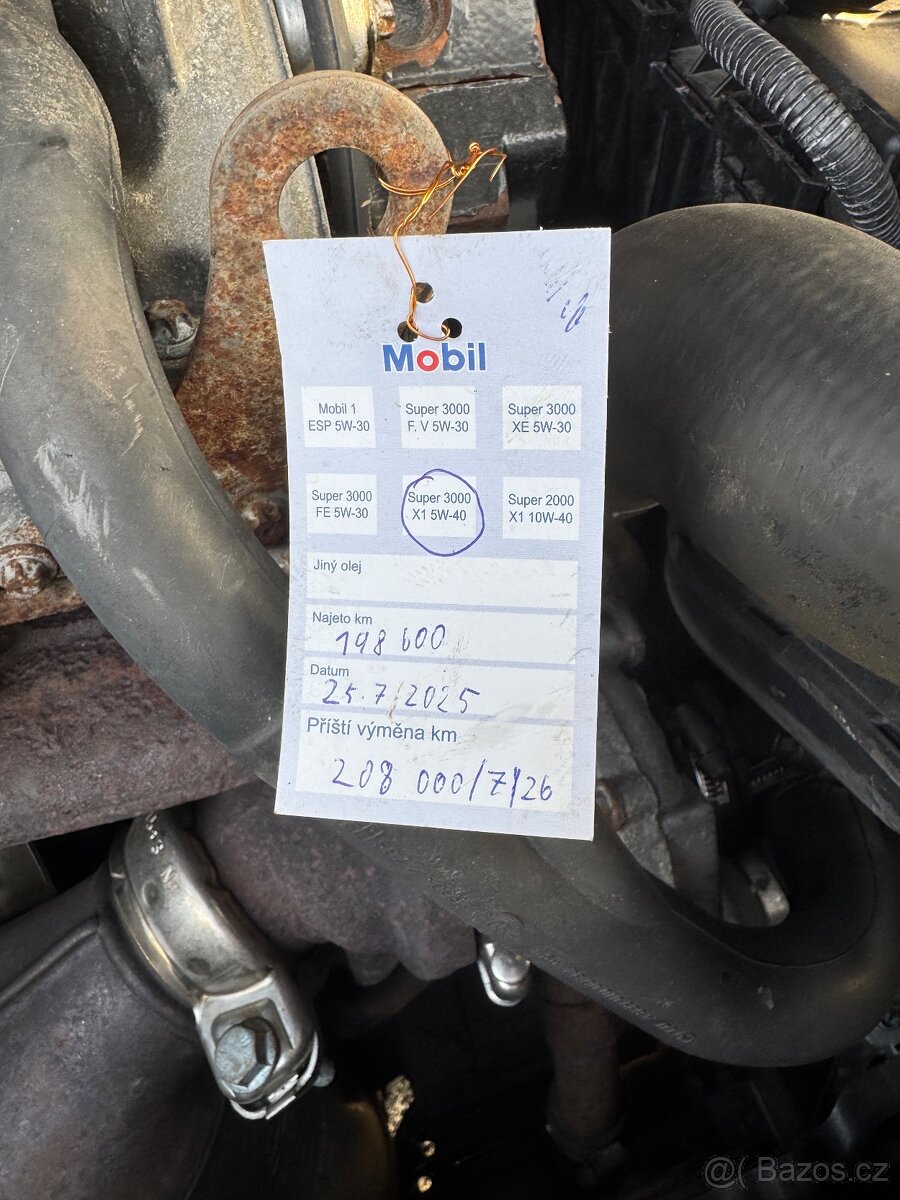 Mobil
Mobil 1
ESP 5W-30
Super 3000
F. V 5W-30
Super 3000
XE 5W-30
Super 3000
FE 5W-30
Super 3000
X1 5W-40
Super 2000
X1 10W-40
Jiný olej
Najeto km
198 000
Datum
25.7.2025
Příští výměna km
208 000/7/26
@( Bazos.cz